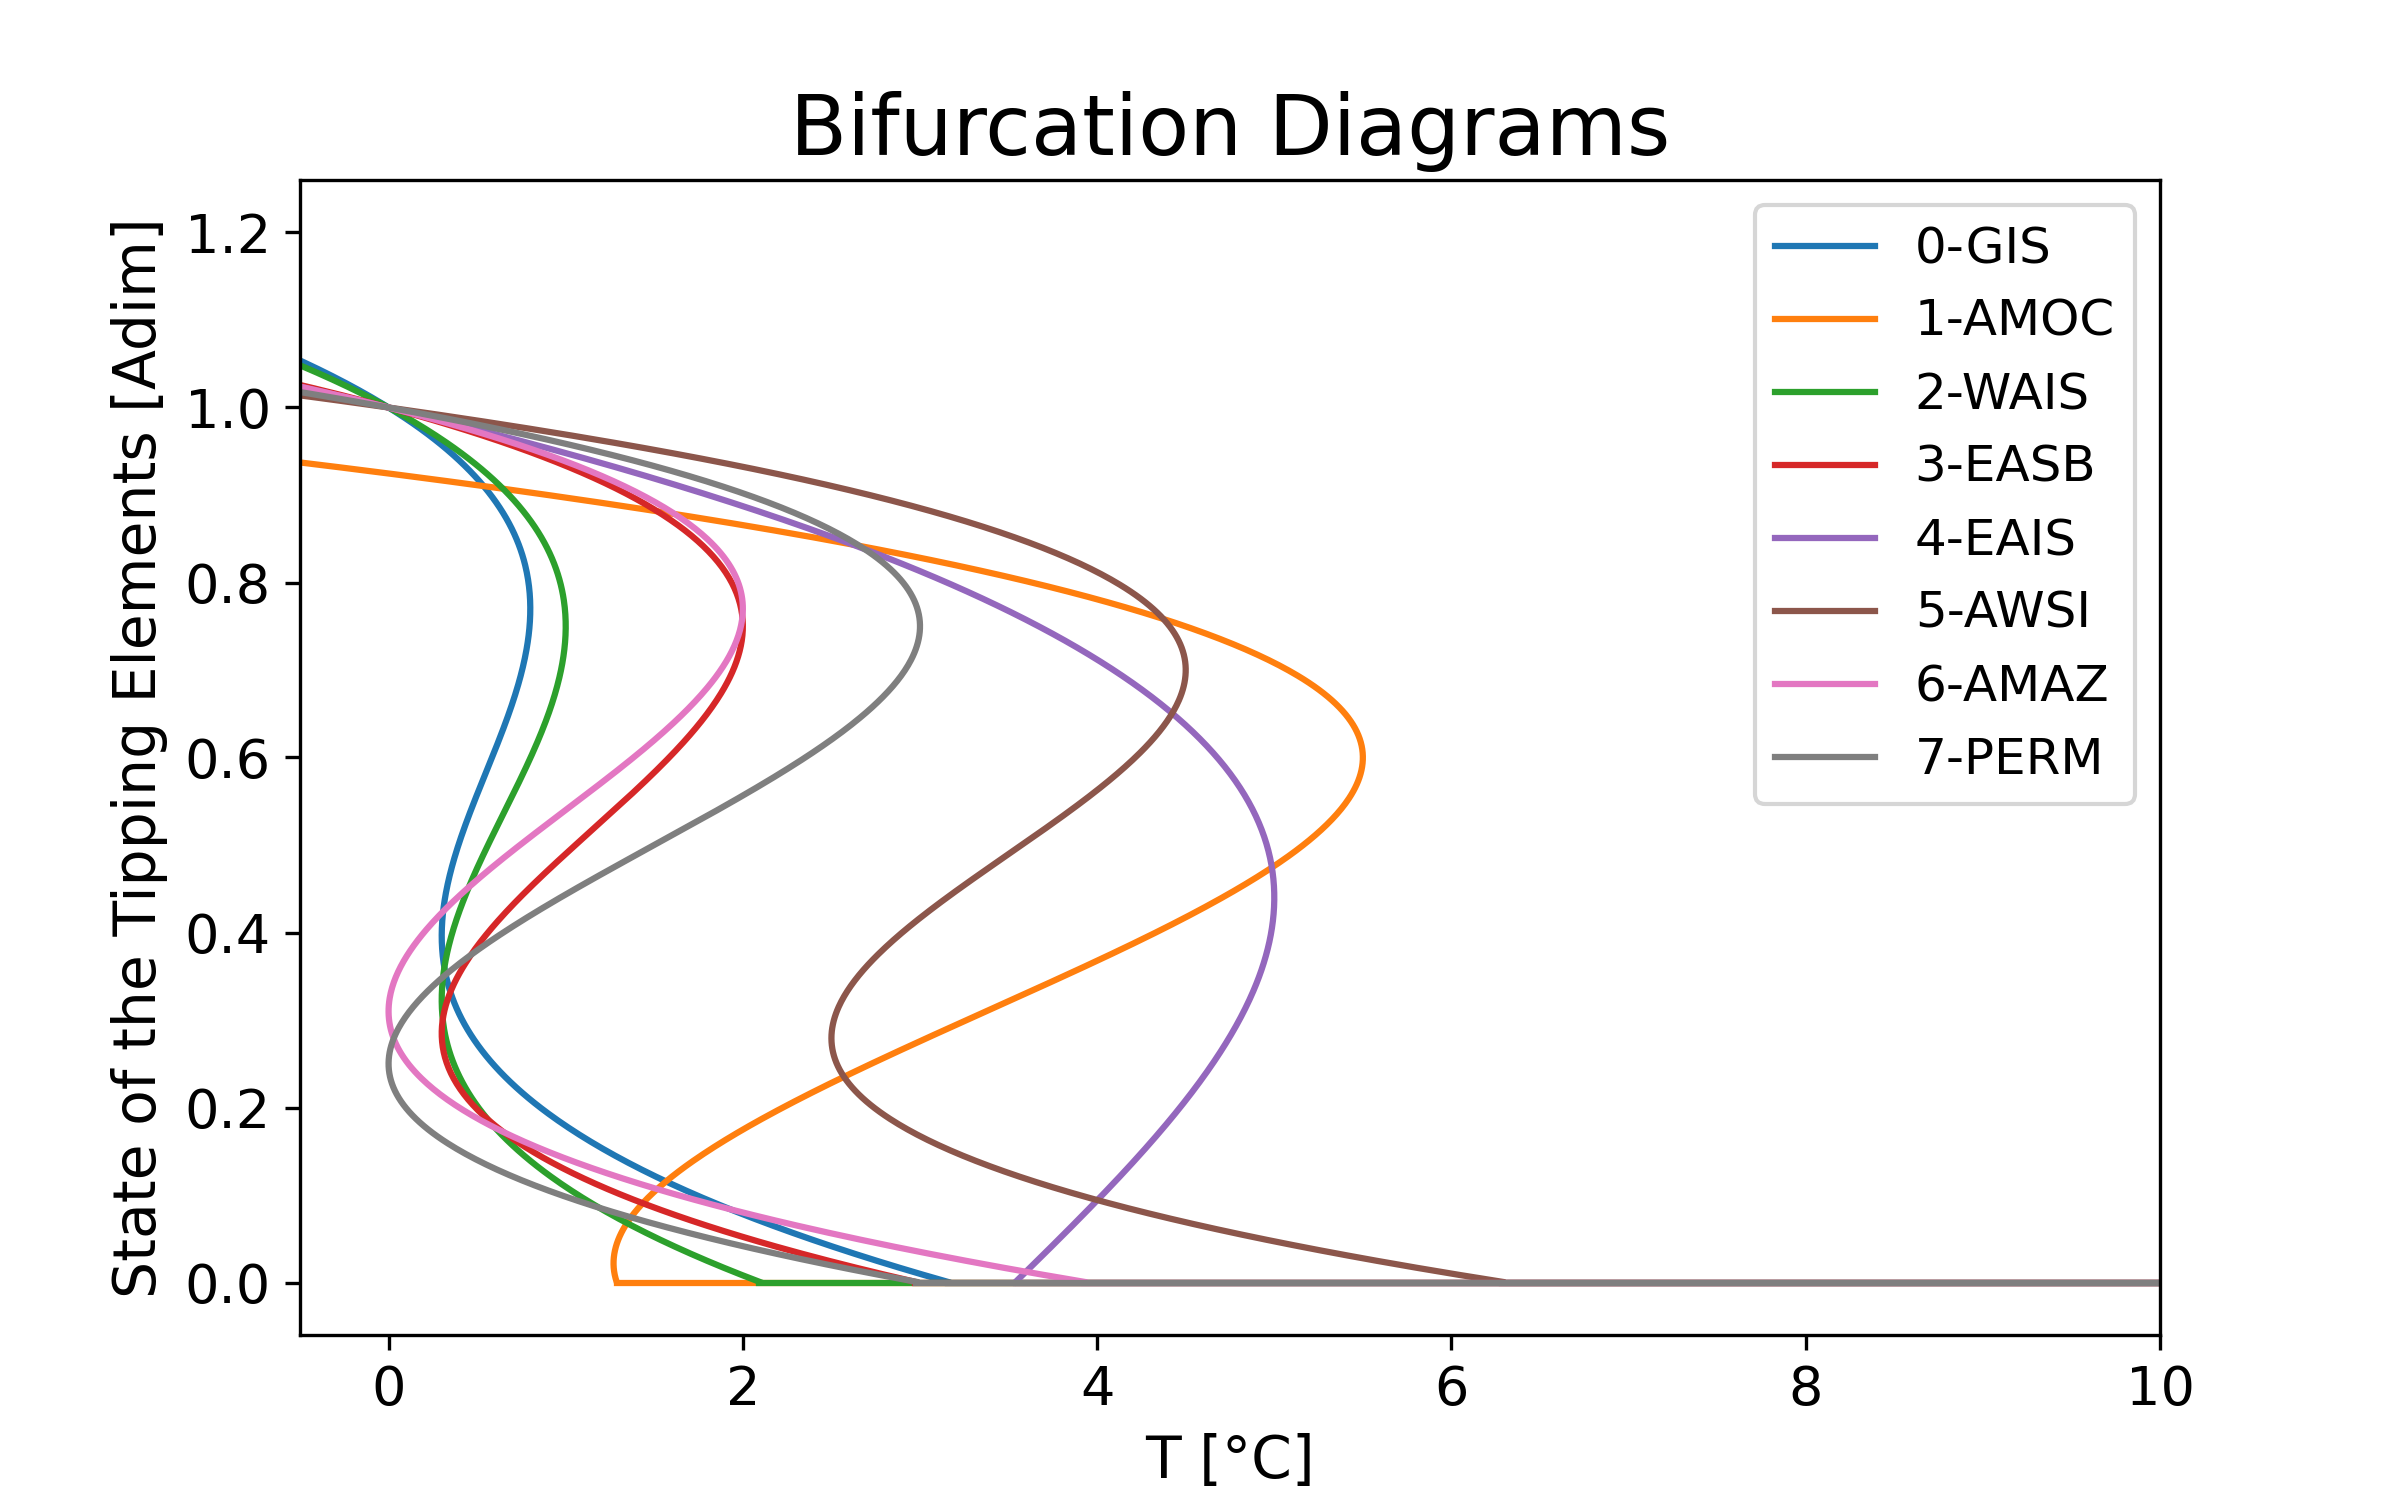 Bifurcation Diagrams
State of the Tipping Elements [Adim]
1.2
1.0
0.8
0.6
0.4
0.2
0.0
0-GIS
1-AMOC
2-WAIS
3-EASB
4-EAIS
5-AWSI
6-AMAZ
7-PERM
0 2 4 6 8 10
T [°C]